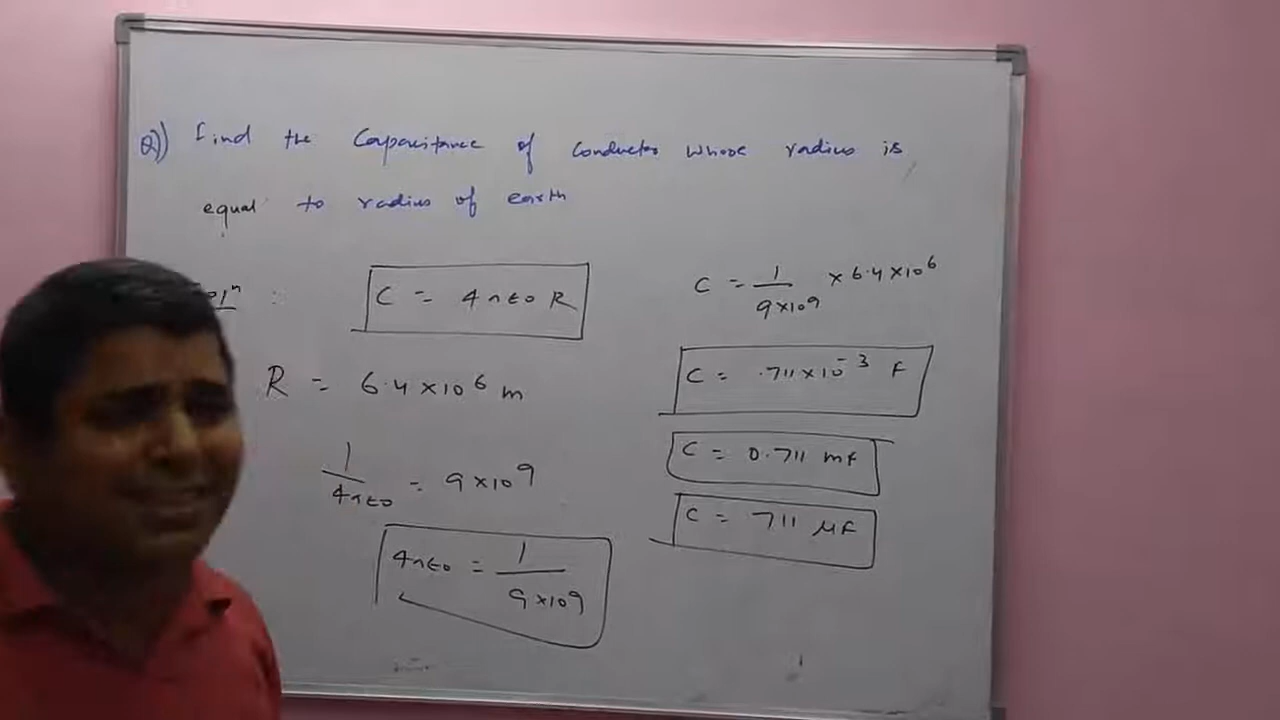 Q)) Find the Capacitance of Conductor whose radius is
equal to radius of earth
olⁿ :
C = 4πε0 R
R = 6.4×10⁶ m
1/4πε0 = 9×10⁹
4πε0 = 1/9×10⁹
C = 1/9×10⁹ × 6.4×10⁶
C = .711×10⁻³ F
C = 0.711 mF
C = 711 μF